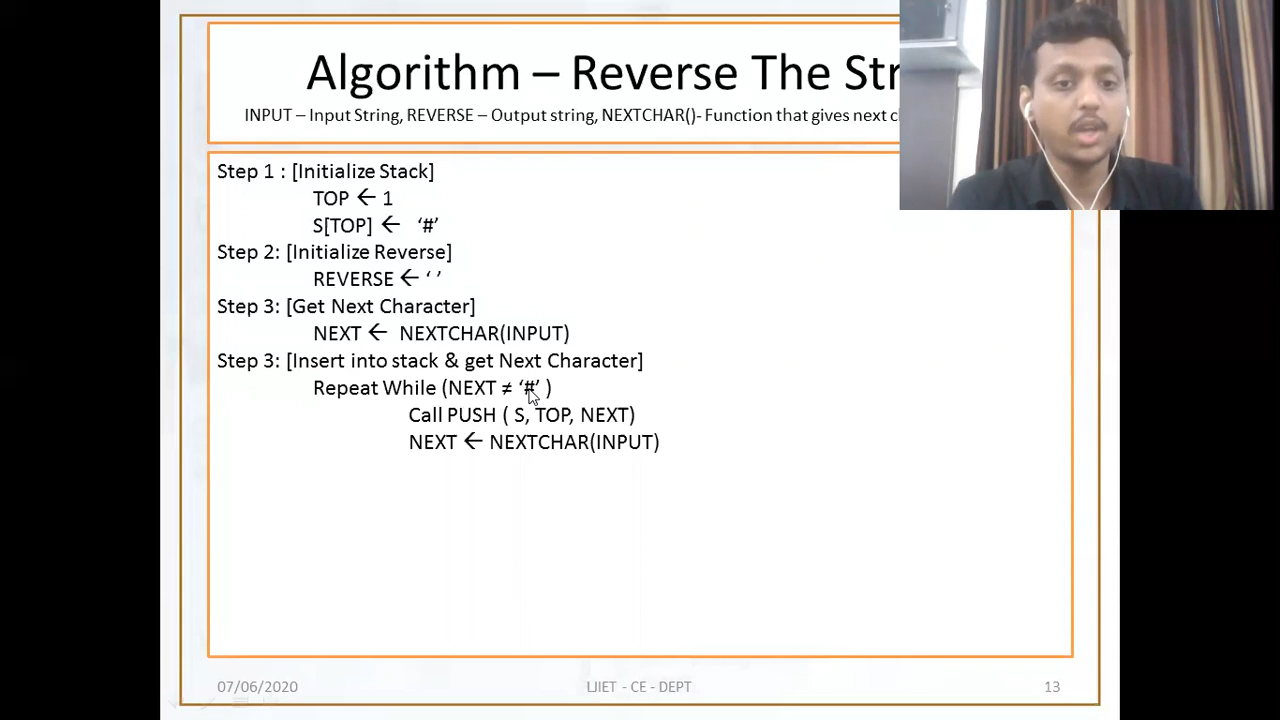 Algorithm – Reverse The
INPUT – Input String, REVERSE – Output string, NEXTCHAR()- Function that gives next
Step 1 : [Initialize Stack]
TOP ← 1
S[TOP] ← ‘#’
Step 2: [Initialize Reverse]
REVERSE ← ‘ ’
Step 3: [Get Next Character]
NEXT ← NEXTCHAR(INPUT)
Step 3: [Insert into stack & get Next Character]
Repeat While (NEXT ≠ ‘#’ )
Call PUSH ( S, TOP, NEXT)
NEXT ← NEXTCHAR(INPUT)
07/06/2020
LJIET - CE - DEPT
13